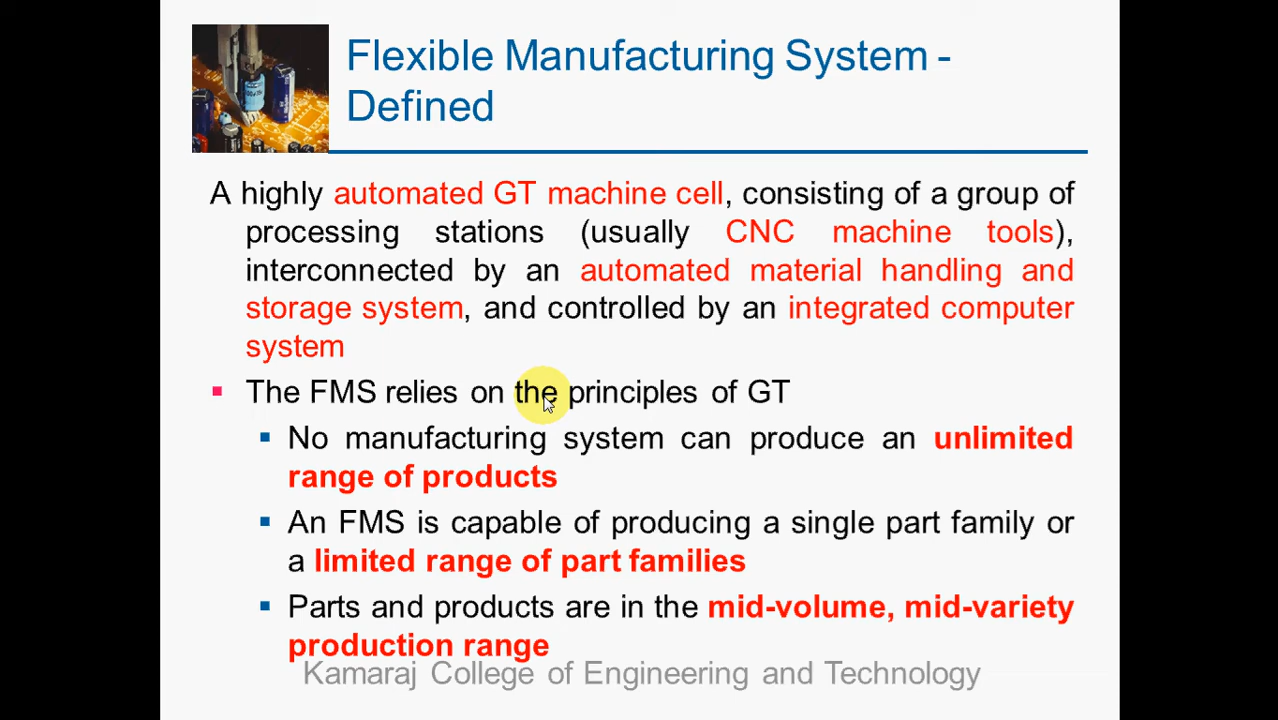 Flexible Manufacturing System -
Defined
A highly automated GT machine cell, consisting of a group of
processing stations (usually CNC machine tools),
interconnected by an automated material handling and
storage system, and controlled by an integrated computer
system
The FMS relies on the principles of GT
No manufacturing system can produce an unlimited
range of products
An FMS is capable of producing a single part family or
a limited range of part families
Parts and products are in the mid-volume, mid-variety
production range
Kamaraj College of Engineering and Technology